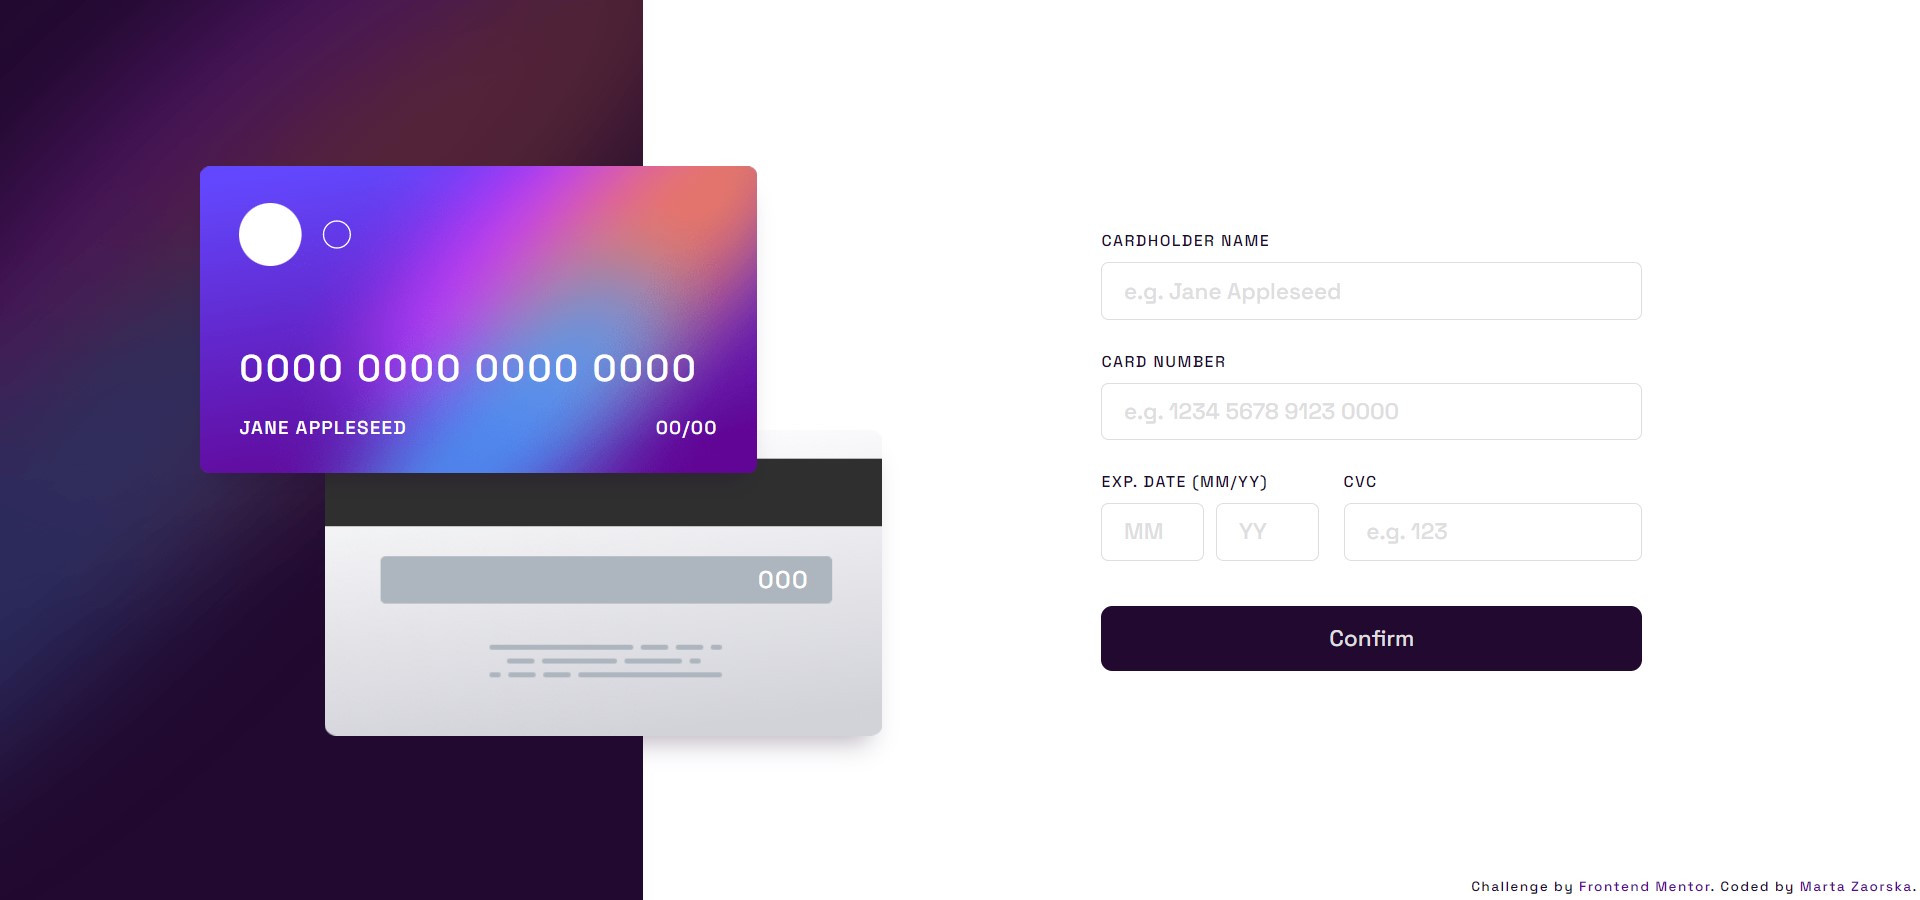 0000 0000 0000 0000
JANE APPLESEED 00/00
000
CARDHOLDER NAME
e.g. Jane Appleseed
CARD NUMBER
e.g. 1234 5678 9123 0000
EXP. DATE (MM/YY) CVC
MM YY e.g. 123
Confirm
Challenge by Frontend Mentor. Coded by Marta Zaorska.